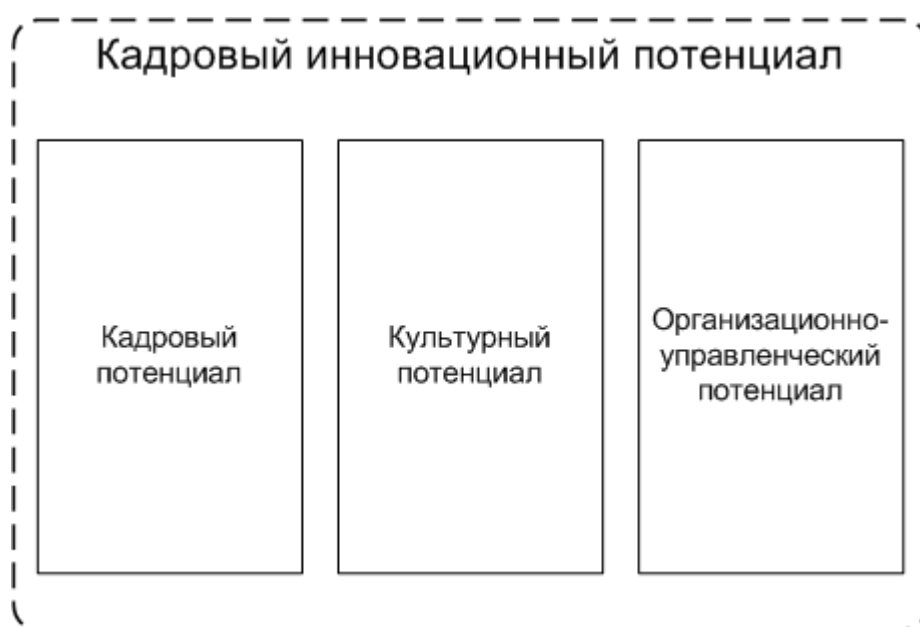 Кадровый инновационный потенциал
Кадровый
потенциал
Культурный
потенциал
Организационно-
управленческий
потенциал